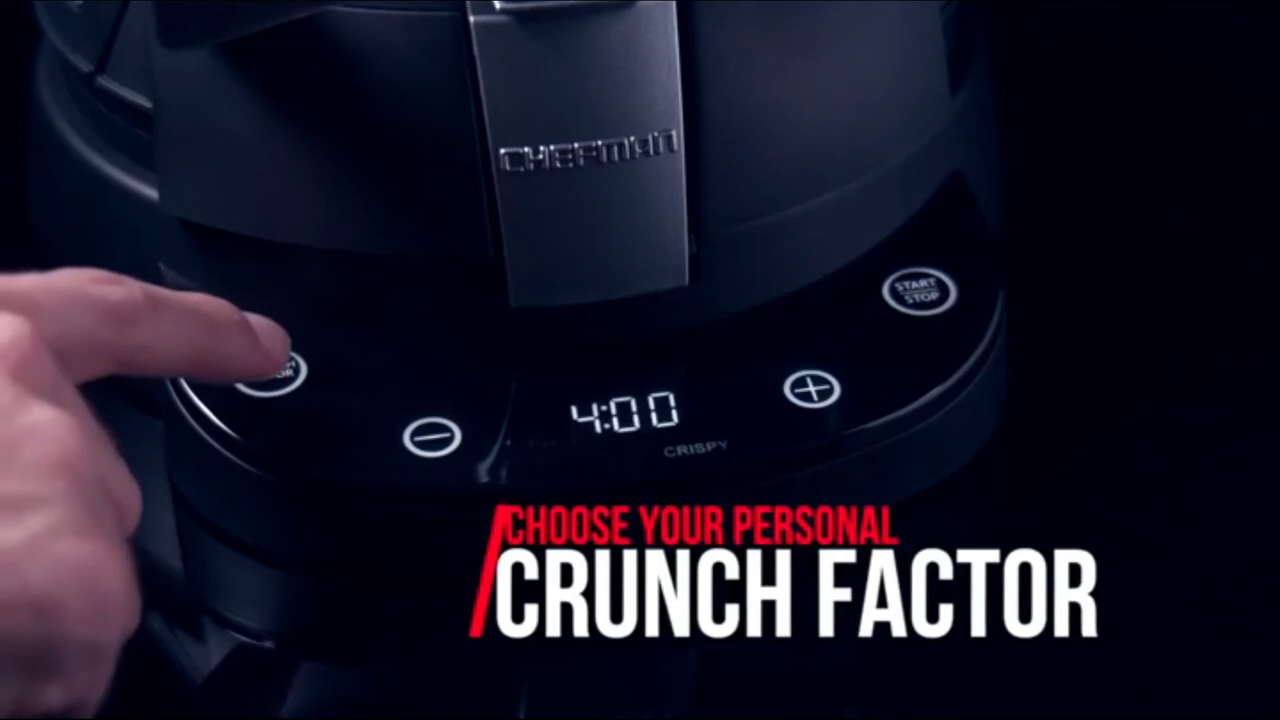 CHEFMAN
START
STOP
4:00
CRISPY
CHOOSE YOUR PERSONAL
CRUNCH FACTOR